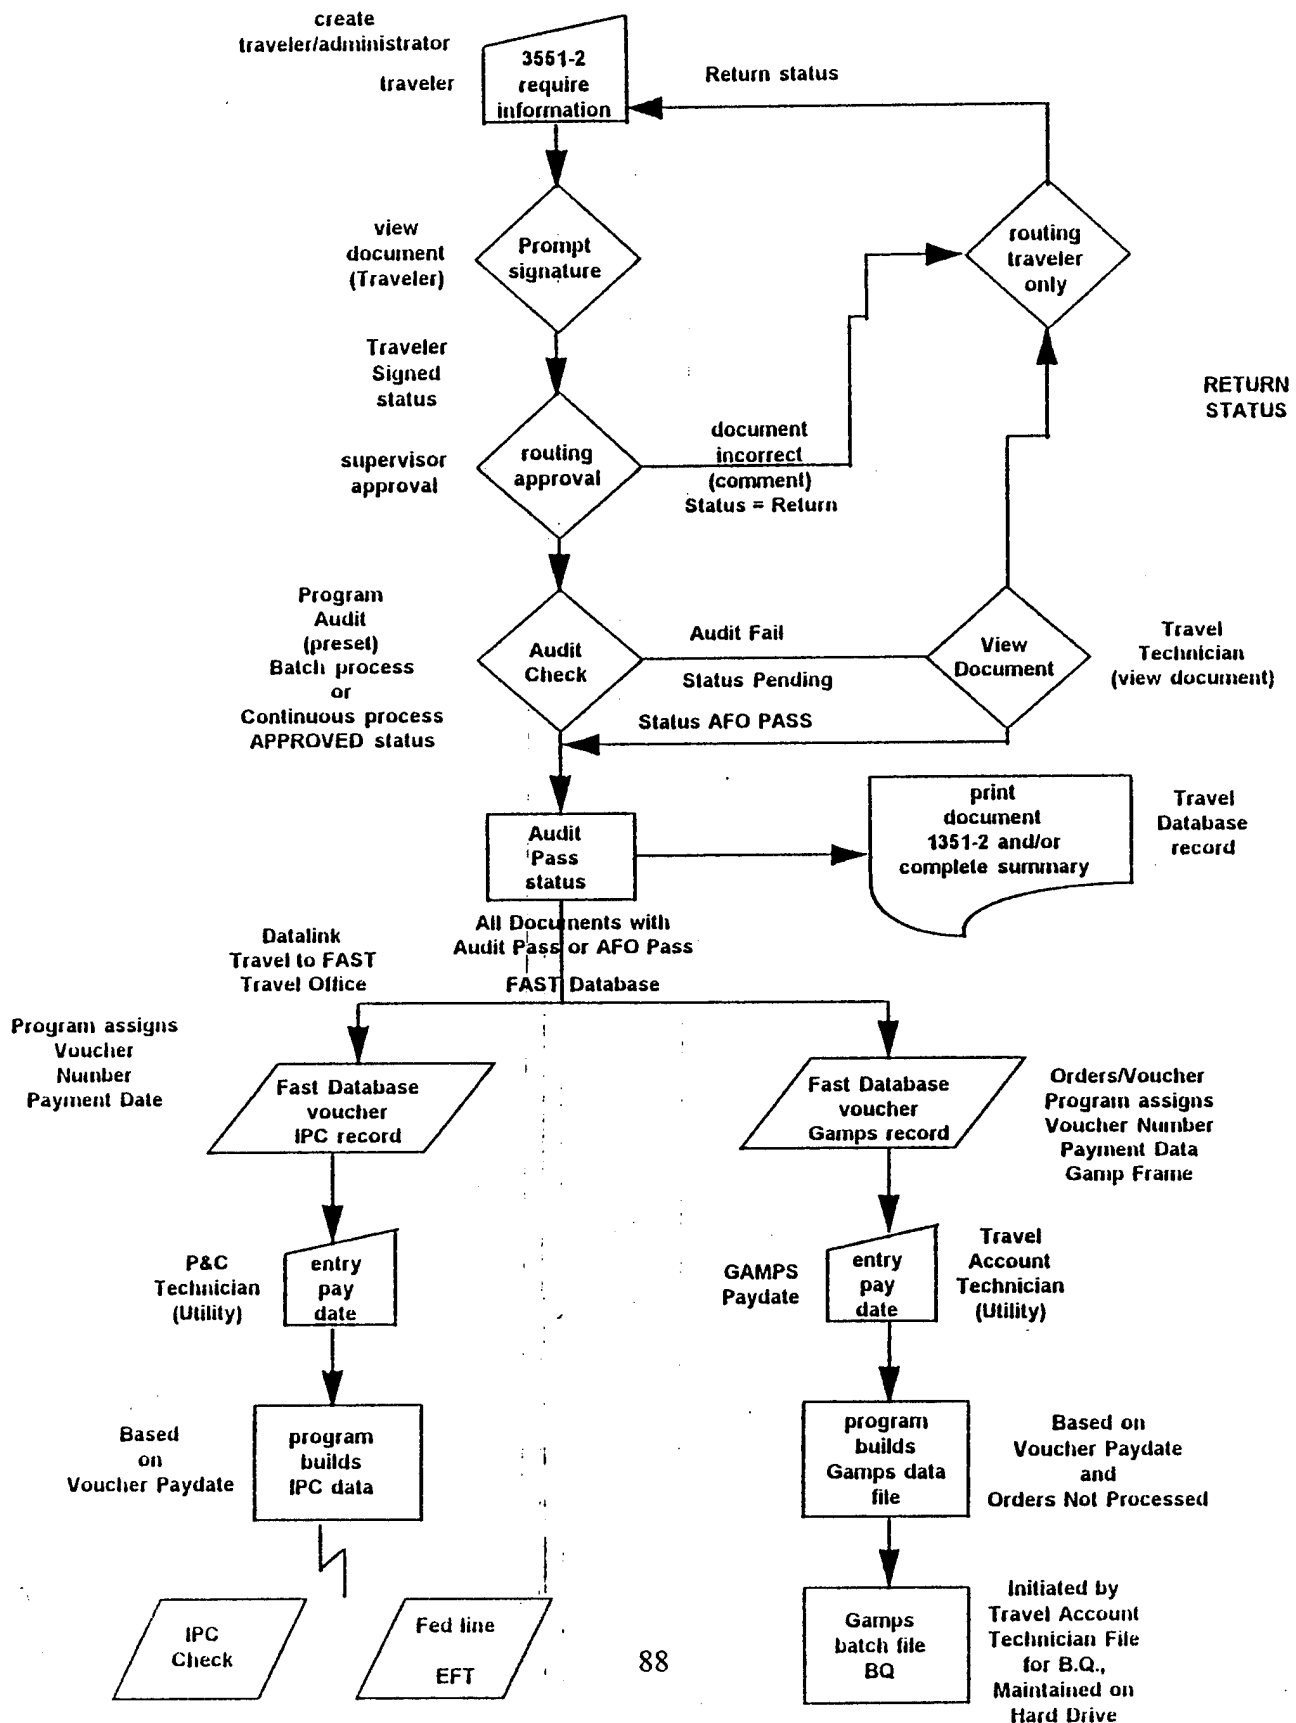 create
traveler/administrator
traveler
3551-2
require
information
Return status
view
document
(Traveler)
Prompt
signature
routing
traveler
only
Traveler
Signed
status
RETURN
STATUS
supervisor
approval
routing
approval
document
incorrect
(comment)
Status = Return
Program
Audit
(preset)
Batch process
or
Continuous process
APPROVED status
Audit
Check
Audit Fail
Status Pending
Status AFO PASS
View
Document
Travel
Technician
(view document)
Audit
Pass
status
print
document
1351-2 and/or
complete summary
Travel
Database
record
All Documents with
Audit Pass or AFO Pass
Datalink
Travel to FAST
Travel Office
FAST Database
Program assigns
Voucher
Number
Payment Date
Fast Database
voucher
IPC record
Fast Database
voucher
Gamps record
Orders/Voucher
Program assigns
Voucher Number
Payment Data
Gamp Frame
P&C
Technician
(Utility)
entry
pay
date
GAMPS
Paydate
entry
pay
date
Travel
Account
Technician
(Utility)
Based
on
Voucher Paydate
program
builds
IPC data
program
builds
Gamps data
file
Based on
Voucher Paydate
and
Orders Not Processed
IPC
Check
Fed line
EFT
Gamps
batch file
BQ
Initiated by
Travel Account
Technician File
for B.Q.,
Maintained on
Hard Drive
88